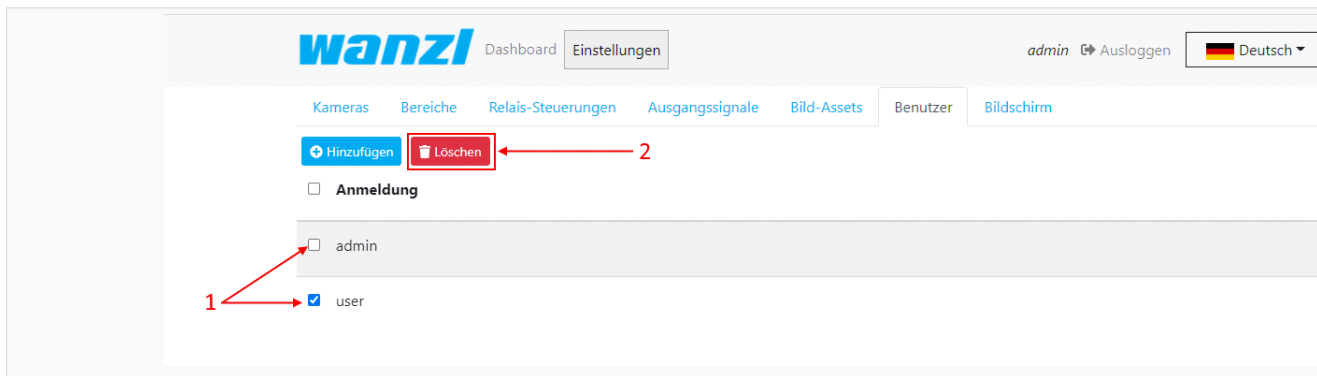 wanzl Dashboard Einstellungen admin Ausloggen Deutsch
Kameras Bereiche Relais-Steuerungen Ausgangssignale Bild-Assets Benutzer Bildschirm
Hinzufügen Löschen 2
Anmeldung
admin
1 user